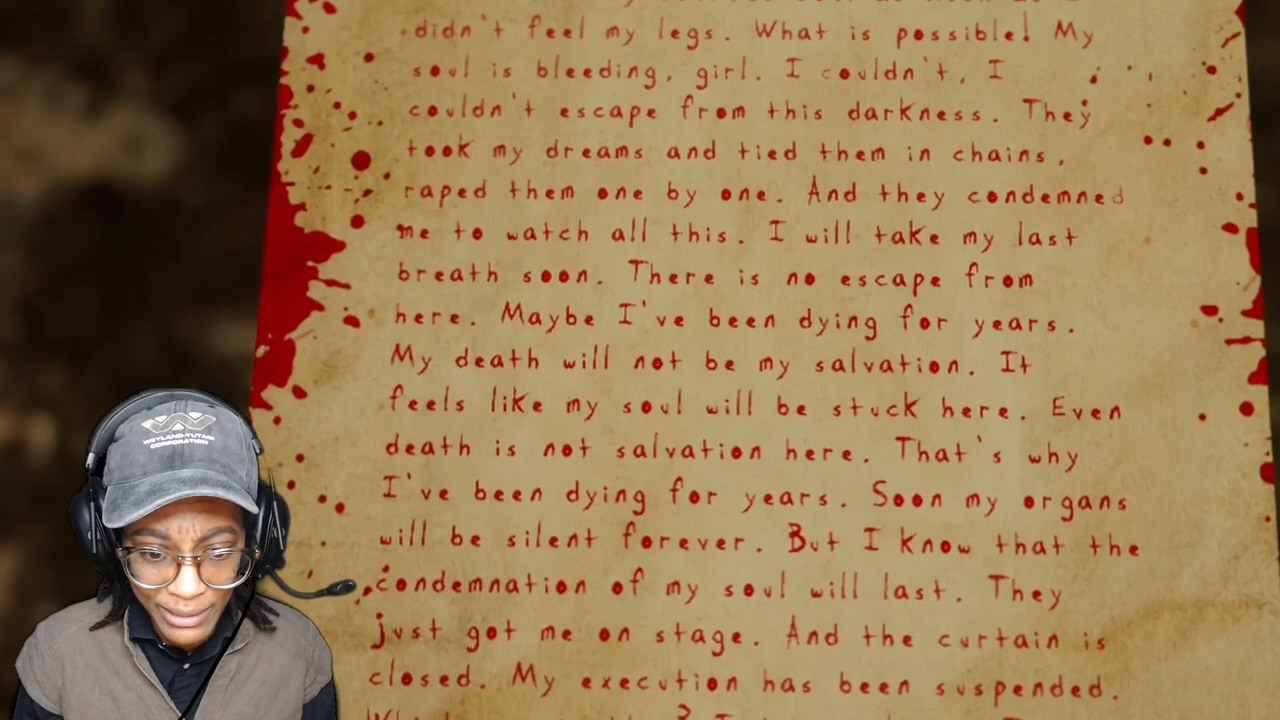 didn't feel my legs. What is possible! My
soul is bleeding, girl. I couldn't, I
couldn't escape from this darkness. They
took my dreams and tied them in chains,
raped them one by one. And they condemned
me to watch all this. I will take my last
breath soon. There is no escape from
here. Maybe I've been dying for years.
My death will not be my salvation. It
feels like my soul will be stuck here. Even
death is not salvation here. That's why
I've been dying for years. Soon my organs
will be silent forever. But I know that the
condemnation of my soul will last. They
just got me on stage. And the curtain is
closed. My execution has been suspended.
WEYLAND-YUTANI
CORPORATION